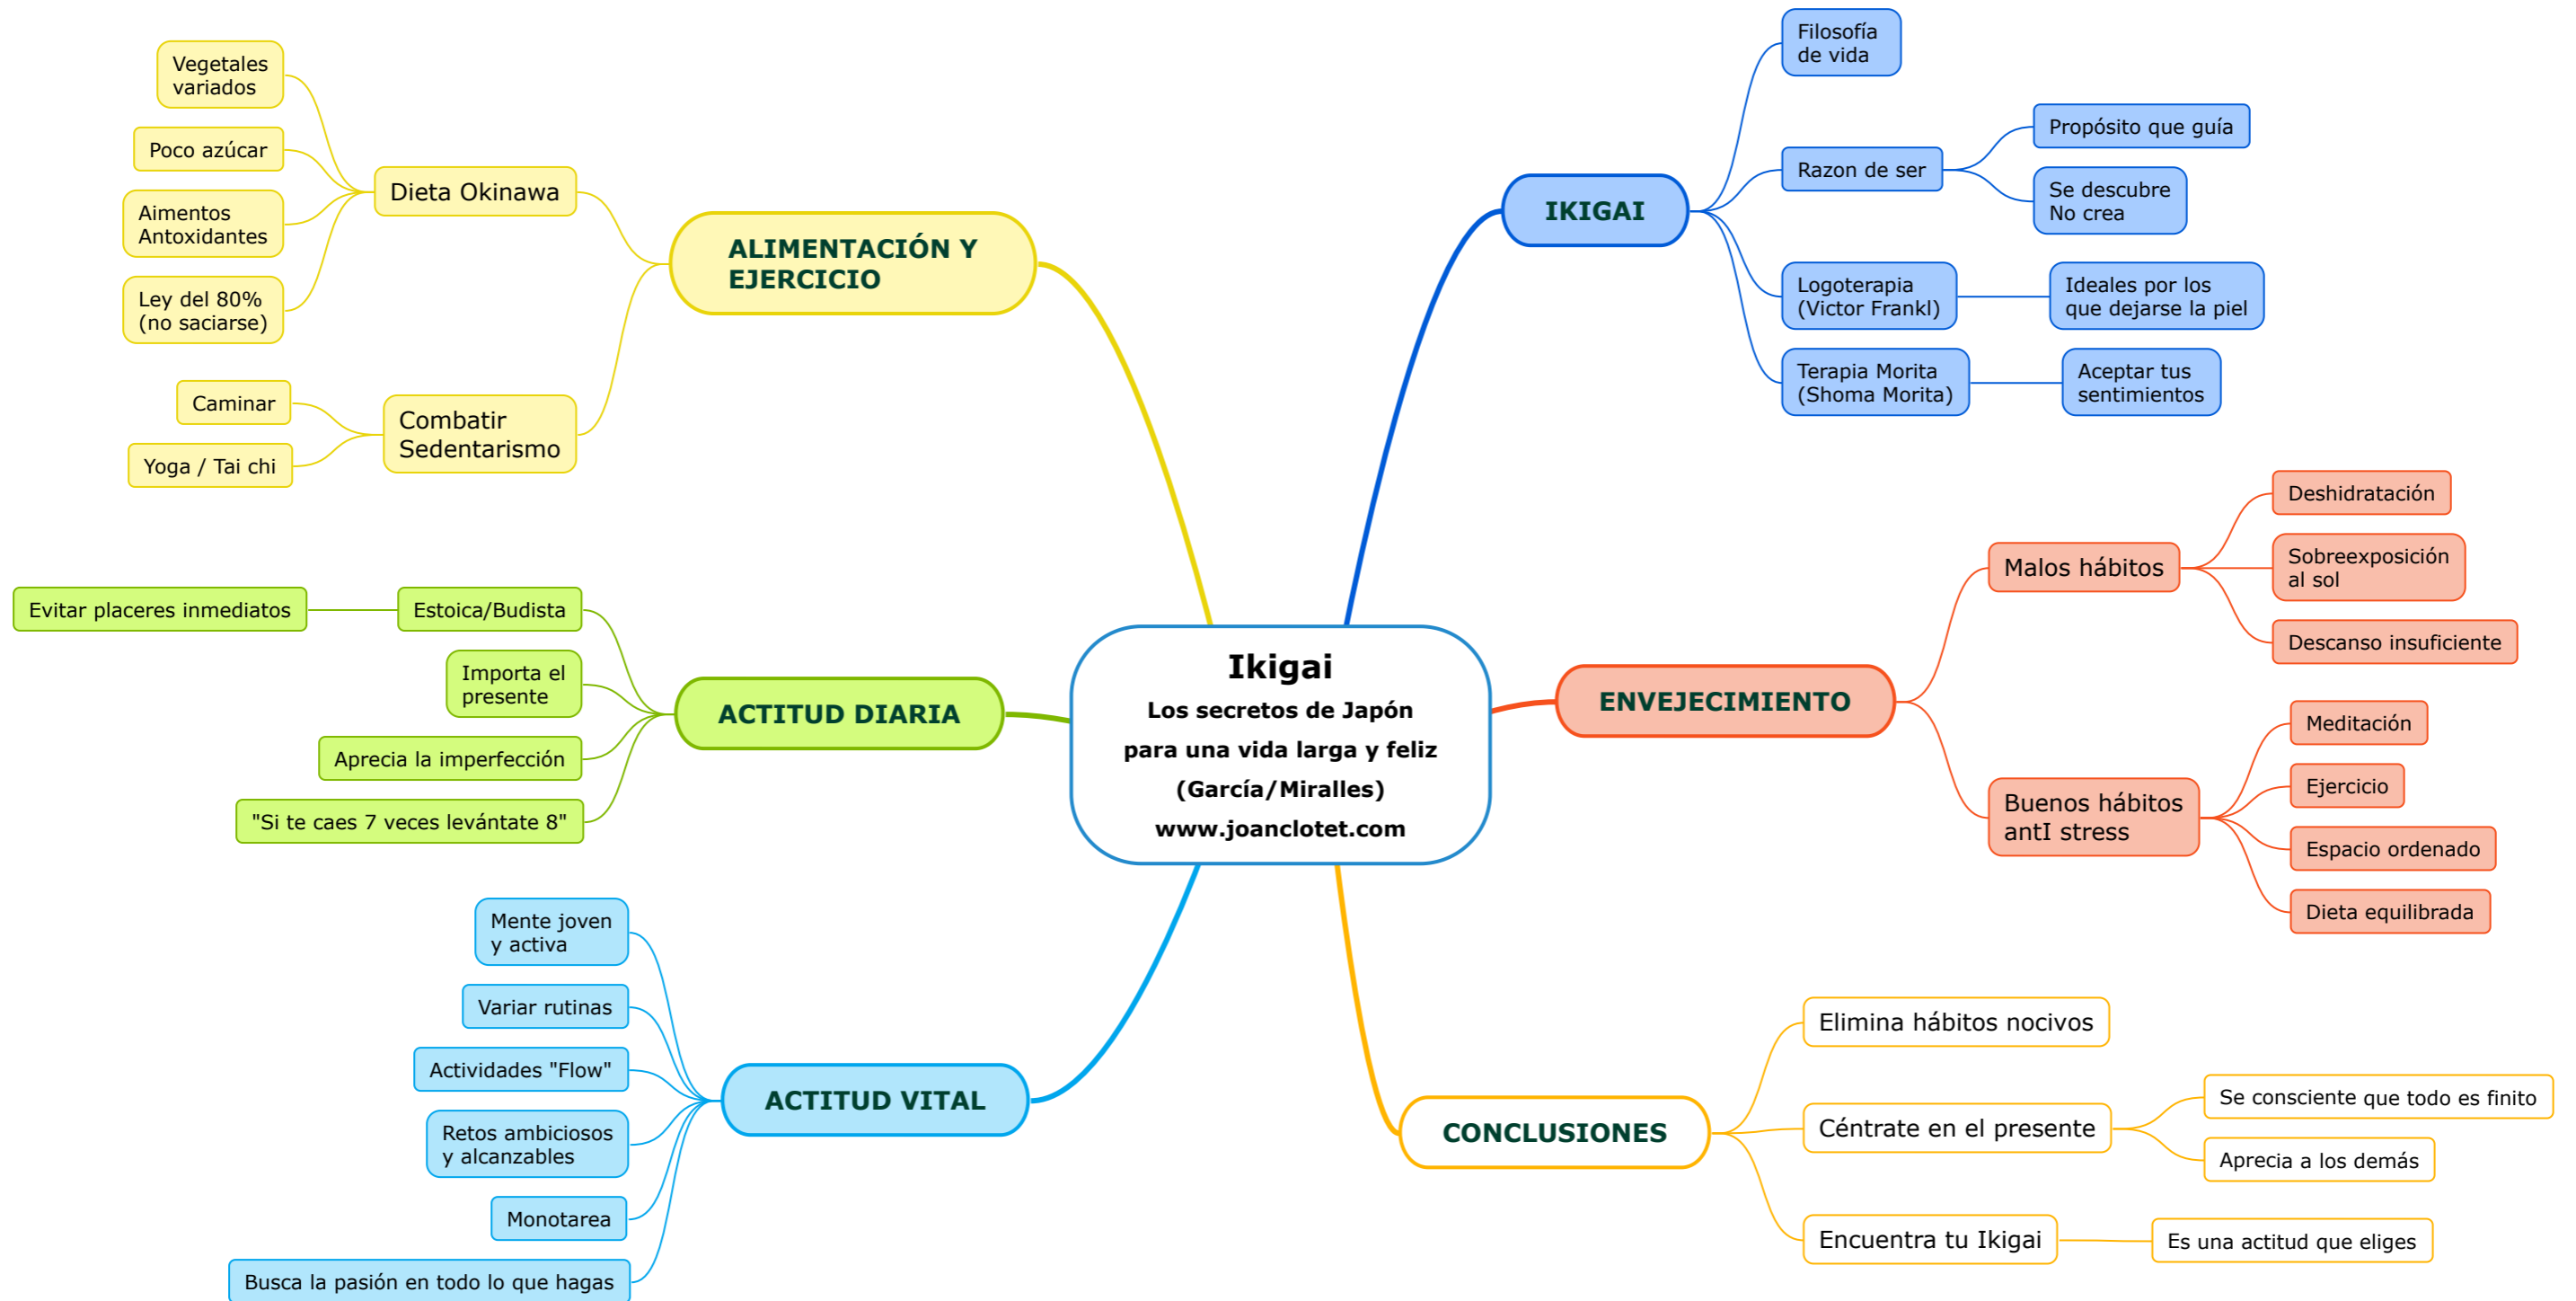 Ikigai
Los secretos de Japón
para una vida larga y feliz
(García/Miralles)
www.joanclotet.com
IKIGAI
Filosofía
de vida
Razon de ser
Propósito que guía
Se descubre
No crea
Logoterapia
(Victor Frankl)
Ideales por los
que dejarse la piel
Terapia Morita
(Shoma Morita)
Aceptar tus
sentimientos
ENVEJECIMIENTO
Malos hábitos
Deshidratación
Sobreexposición
al sol
Descanso insuficiente
Buenos hábitos
antI stress
Meditación
Ejercicio
Espacio ordenado
Dieta equilibrada
CONCLUSIONES
Elimina hábitos nocivos
Céntrate en el presente
Se consciente que todo es finito
Aprecia a los demás
Encuentra tu Ikigai
Es una actitud que eliges
ALIMENTACIÓN Y
EJERCICIO
Dieta Okinawa
Vegetales
variados
Poco azúcar
Aimentos
Antoxidantes
Ley del 80%
(no saciarse)
Combatir
Sedentarismo
Caminar
Yoga / Tai chi
ACTITUD DIARIA
Estoica/Budista
Evitar placeres inmediatos
Importa el
presente
Aprecia la imperfección
"Si te caes 7 veces levántate 8"
ACTITUD VITAL
Mente joven
y activa
Variar rutinas
Actividades "Flow"
Retos ambiciosos
y alcanzables
Monotarea
Busca la pasión en todo lo que hagas